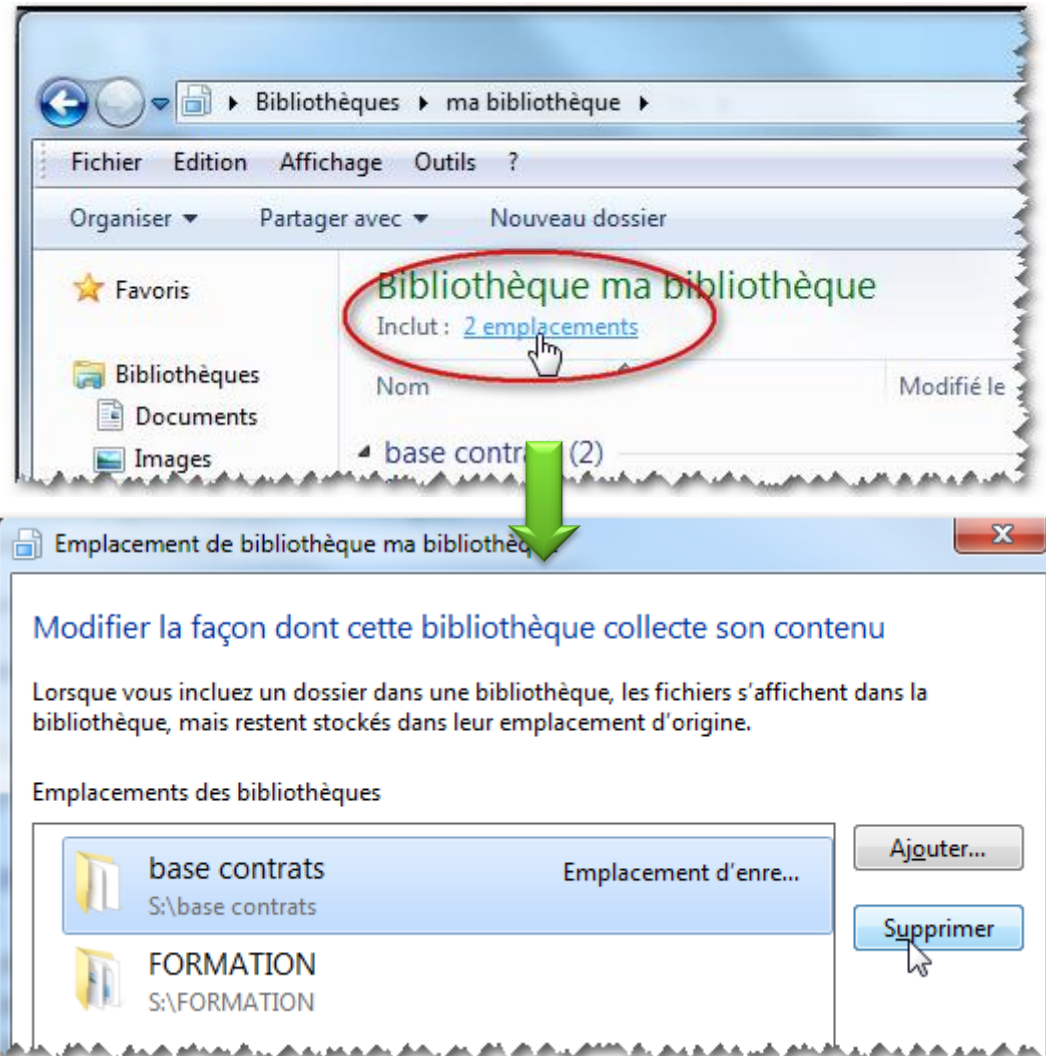 Bibliothèques ma bibliothèque
Fichier Edition Affichage Outils ?
Organiser Partager avec Nouveau dossier
Favoris
Bibliothèque ma bibliothèque
Inclut : 2 emplacements
Bibliothèques
Documents
Images
Nom Modifié le
base (2)
Emplacement de bibliothèque ma
Modifier la façon dont cette bibliothèque collecte son contenu
Lorsque vous incluez un dossier dans une bibliothèque, les fichiers s’affichent dans la
bibliothèque, mais restent stockés dans leur emplacement d’origine.
Emplacements des bibliothèques
base contrats Emplacement d'enre...
S:\base contrats
FORMATION
S:\FORMATION
Ajouter...
Supprimer